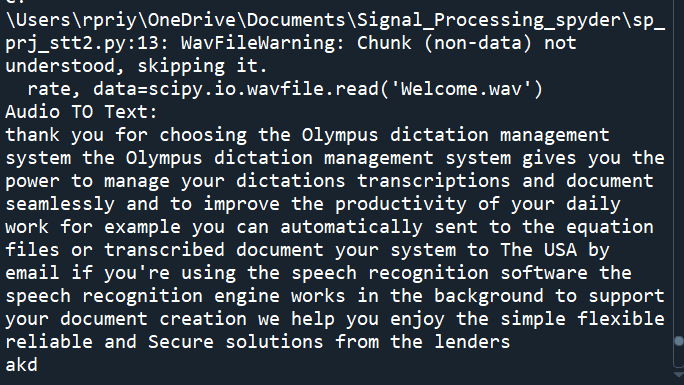 \Users\rpriy\OneDrive\Documents\Signal_Processing_spyder\sp_
prj_stt2.py:13: WavFileWarning: Chunk (non-data) not
understood, skipping it.
  rate, data=scipy.io.wavfile.read('Welcome.wav')
Audio TO Text:
thank you for choosing the Olympus dictation management
system the Olympus dictation management system gives you the
power to manage your dictations transcriptions and document
seamlessly and to improve the productivity of your daily
work for example you can automatically sent to the equation
files or transcribed document your system to The USA by
email if you're using the speech recognition software the
speech recognition engine works in the background to support
your document creation we help you enjoy the simple flexible
reliable and Secure solutions from the lenders
akd